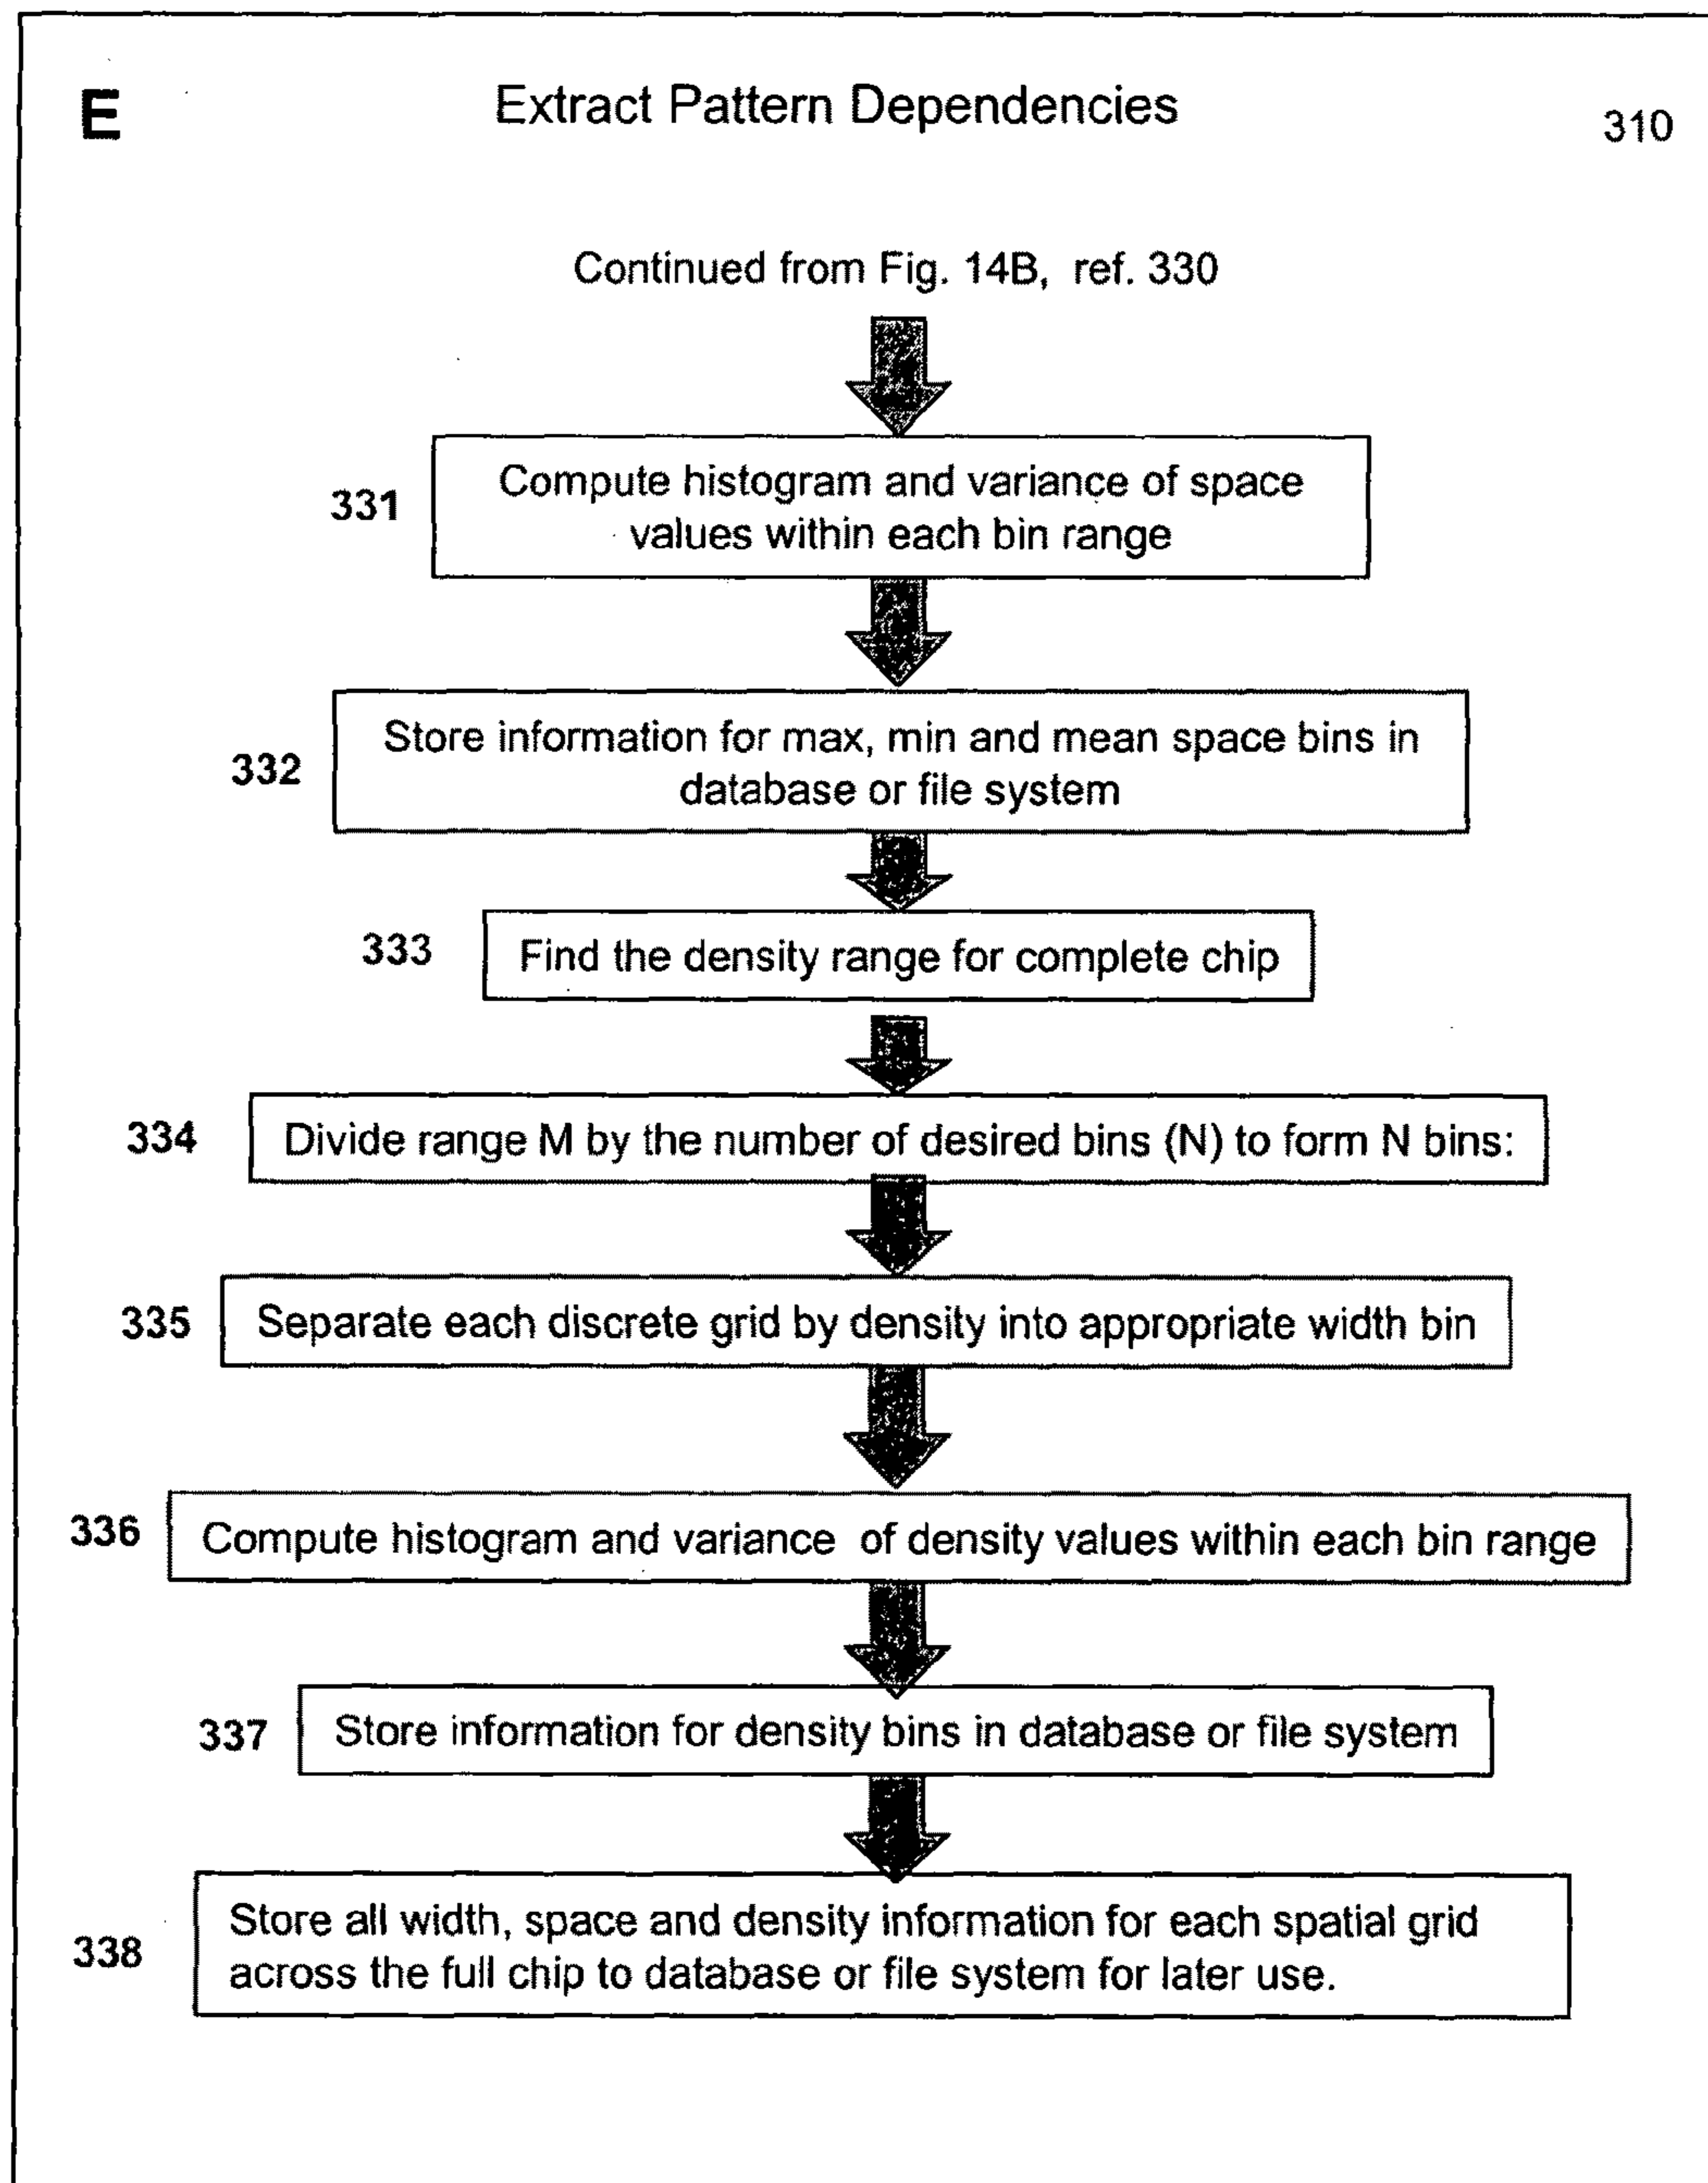 E
Extract Pattern Dependencies
310
Continued from Fig. 14B, ref. 330
331
Compute histogram and variance of space
values within each bin range
332
Store information for max, min and mean space bins in
database or file system
333
Find the density range for complete chip
334
Divide range M by the number of desired bins (N) to form N bins:
335
Separate each discrete grid by density into appropriate width bin
336
Compute histogram and variance of density values within each bin range
337
Store information for density bins in database or file system
338
Store all width, space and density information for each spatial grid
across the full chip to database or file system for later use.